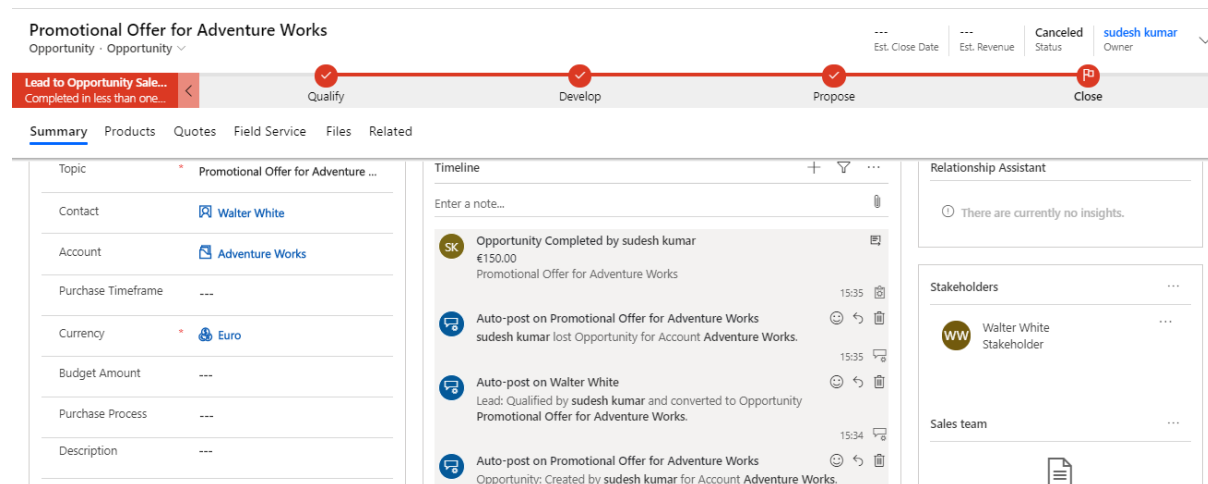 Promotional Offer for Adventure Works
Opportunity · Opportunity
---
Est. Close Date
---
Est. Revenue
Canceled
Status
sudesh kumar
Owner
Lead to Opportunity Sale...
Completed in less than one...
Qualify
Develop
Propose
Close
Summary Products Quotes Field Service Files Related
Topic * Promotional Offer for Adventure ...
Contact Walter White
Account Adventure Works
Purchase Timeframe ---
Currency * Euro
Budget Amount ---
Purchase Process ---
Description ---
Timeline
Enter a note...
SK
Opportunity Completed by sudesh kumar
€150.00
Promotional Offer for Adventure Works
15:35
Auto-post on Promotional Offer for Adventure Works
sudesh kumar lost Opportunity for Account Adventure Works.
15:35
Auto-post on Walter White
Lead: Qualified by sudesh kumar and converted to Opportunity
Promotional Offer for Adventure Works.
15:34
Auto-post on Promotional Offer for Adventure Works
Opportunity: Created by sudesh kumar for Account Adventure Works.
Relationship Assistant
There are currently no insights.
Stakeholders
WW
Walter White
Stakeholder
Sales team